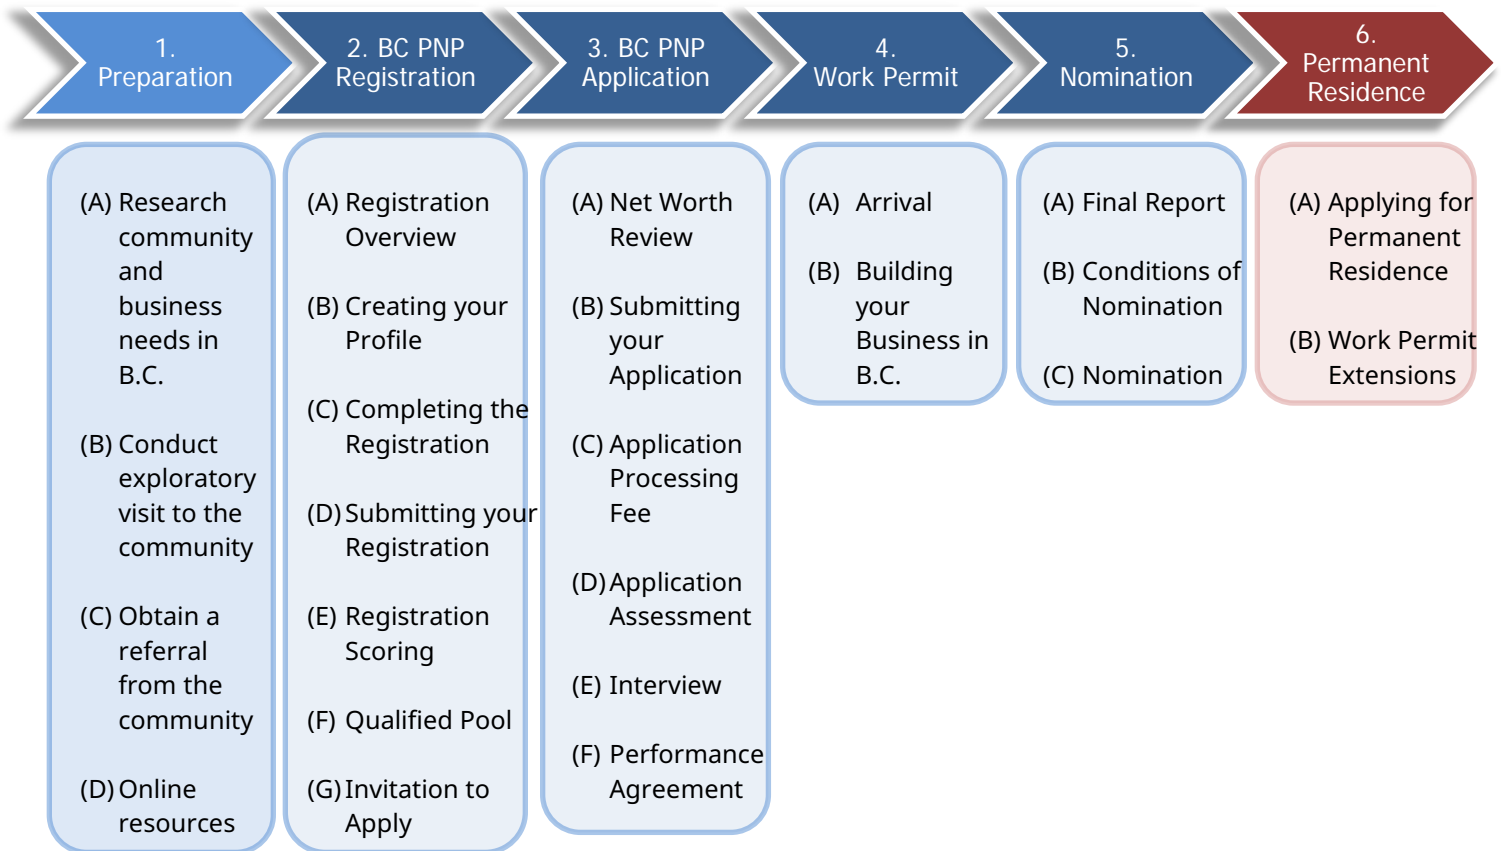 1.
Preparation
2. BC PNP
Registration
3. BC PNP
Application
4.
Work Permit
5.
Nomination
6.
Permanent
Residence
(A) Research
community
and
business
needs in
B.C.
(B) Conduct
exploratory
visit to the
community
(C) Obtain a
referral
from the
community
(D) Online
resources
(A) Registration
Overview
(B) Creating your
Profile
(C) Completing the
Registration
(D) Submitting your
Registration
(E) Registration
Scoring
(F) Qualified Pool
(G) Invitation to
Apply
(A) Net Worth
Review
(B) Submitting
your
Application
(C) Application
Processing
Fee
(D) Application
Assessment
(E) Interview
(F) Performance
Agreement
(A) Arrival
(B) Building
your
Business in
B.C.
(A) Final Report
(B) Conditions of
Nomination
(C) Nomination
(A) Applying for
Permanent
Residence
(B) Work Permit
Extensions